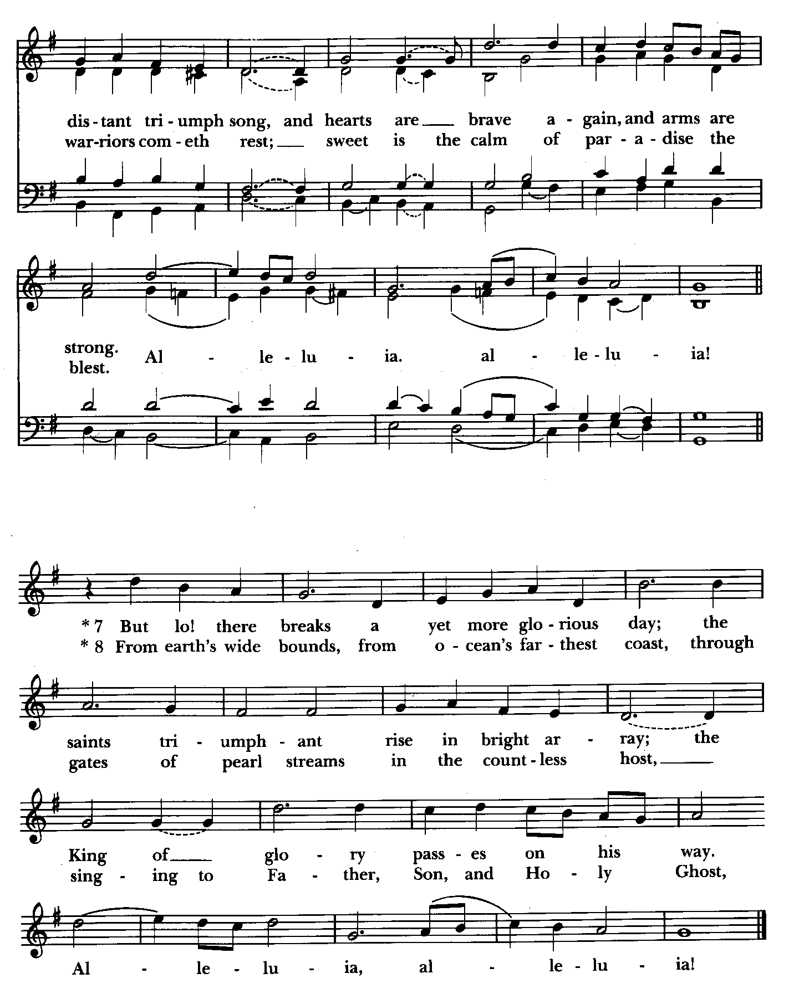 dis - tant tri - umph song, and hearts are brave a - gain, and arms are
war-riors com - eth rest; sweet is the calm of par - a - dise the
strong. Al - le - lu - ia. al - le - lu - ia!
blest.
* 7 But lo! there breaks a yet more glo - rious day; the
* 8 From earth's wide bounds, from o - cean's far - thest coast, through
saints tri - umph - ant rise in bright ar - ray; the
gates of pearl streams in the count - less host,
King of glo - ry pass - es on his way.
sing - ing to Fa - ther, Son, and Ho - ly Ghost,
Al - le - lu - ia, al - le - lu - ia!